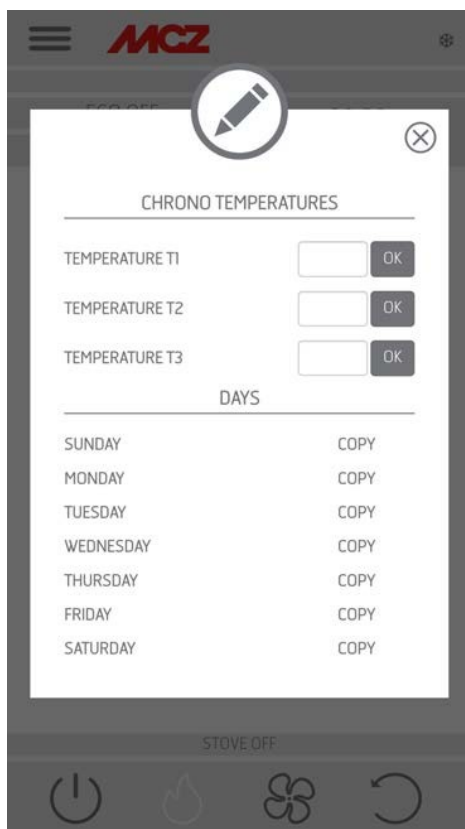 MCZ
CHRONO TEMPERATURES
TEMPERATURE T1 OK
TEMPERATURE T2 OK
TEMPERATURE T3 OK
DAYS
SUNDAY COPY
MONDAY COPY
TUESDAY COPY
WEDNESDAY COPY
THURSDAY COPY
FRIDAY COPY
SATURDAY COPY
STOVE OFF